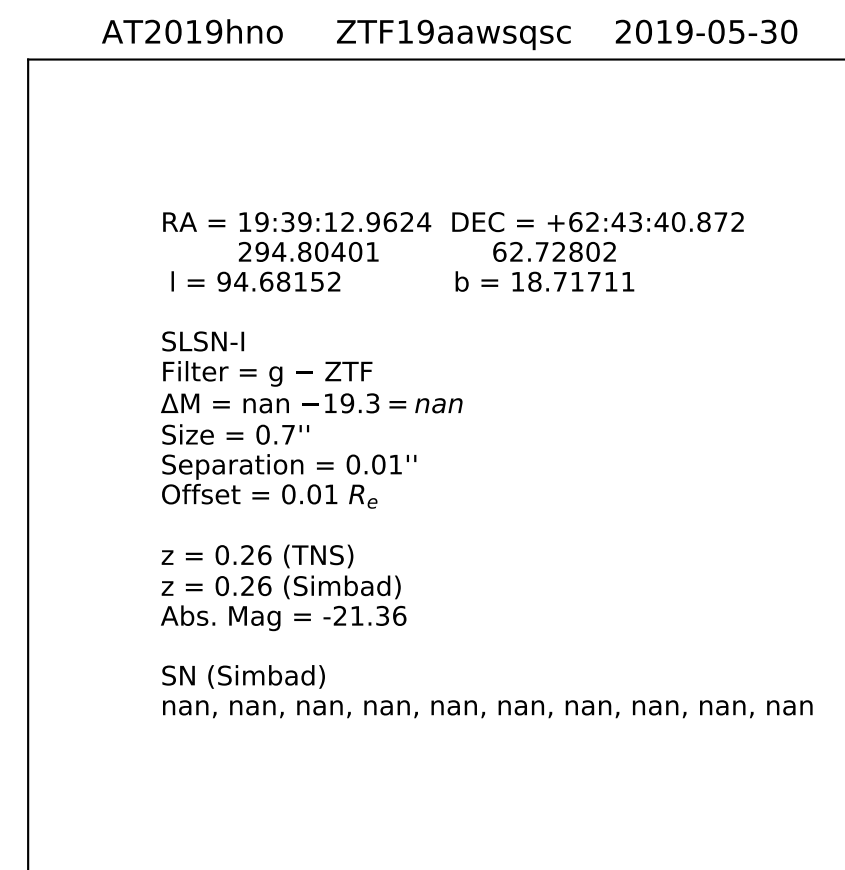 AT2019hno ZTF19aawsqsc 2019-05-30
RA = 19:39:12.9624 DEC = +62:43:40.872
294.80401 62.72802
l = 94.68152 b = 18.71711
SLSN-I
Filter = g − ZTF
ΔM = nan −19.3 = nan
Size = 0.7''
Separation = 0.01''
Offset = 0.01 Re
z = 0.26 (TNS)
z = 0.26 (Simbad)
Abs. Mag = -21.36
SN (Simbad)
nan, nan, nan, nan, nan, nan, nan, nan, nan, nan